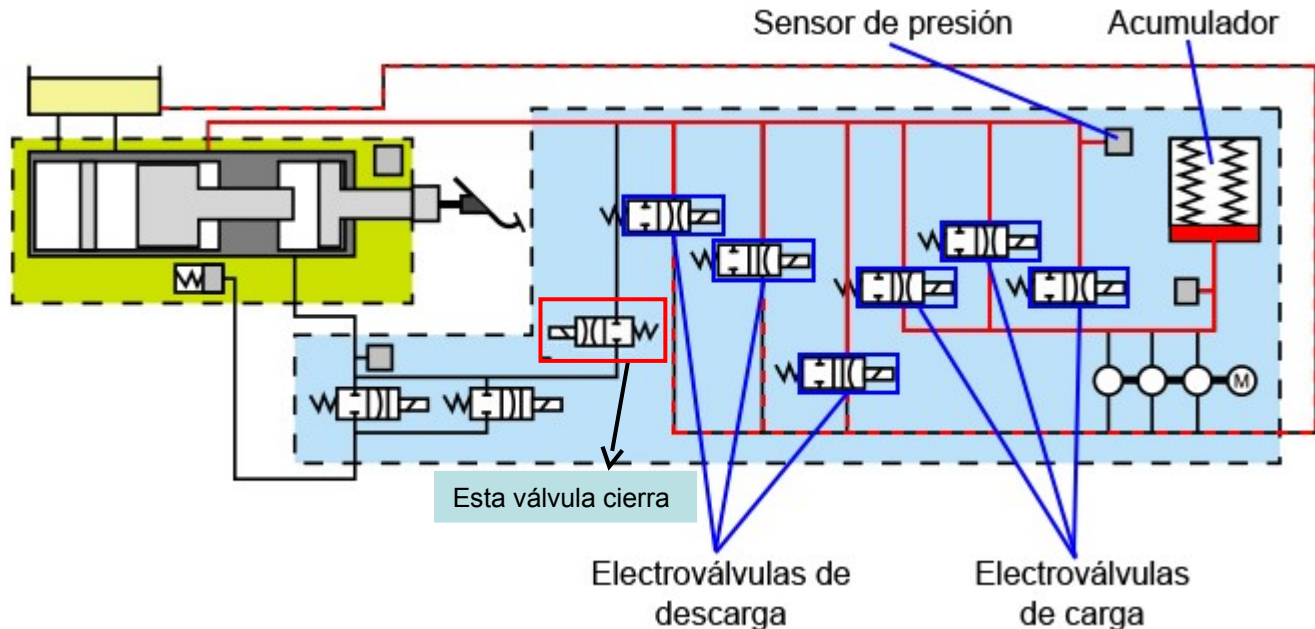 Sensor de presión
Acumulador
M
Esta válvula cierra
Electroválvulas de
descarga
Electroválvulas
de carga